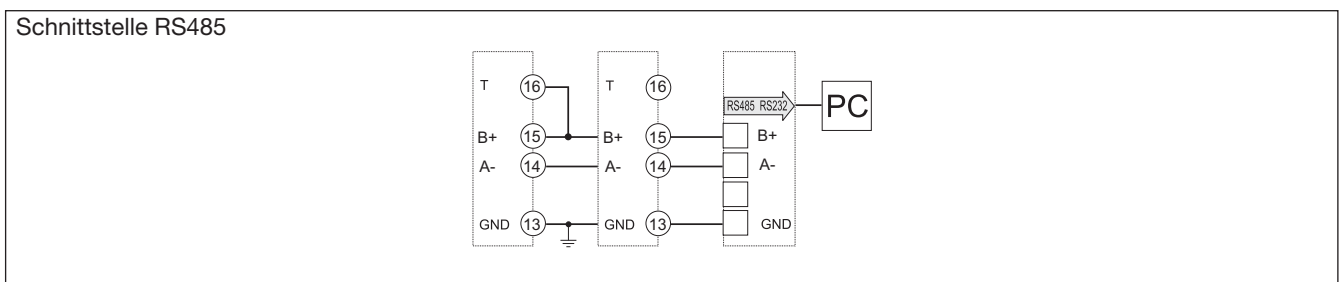 Schnittstelle RS485
T 16 T 16
RS485 RS232 PC
B+ 15 B+ 15 B+
A- 14 A- 14 A-
GND 13 GND 13 GND